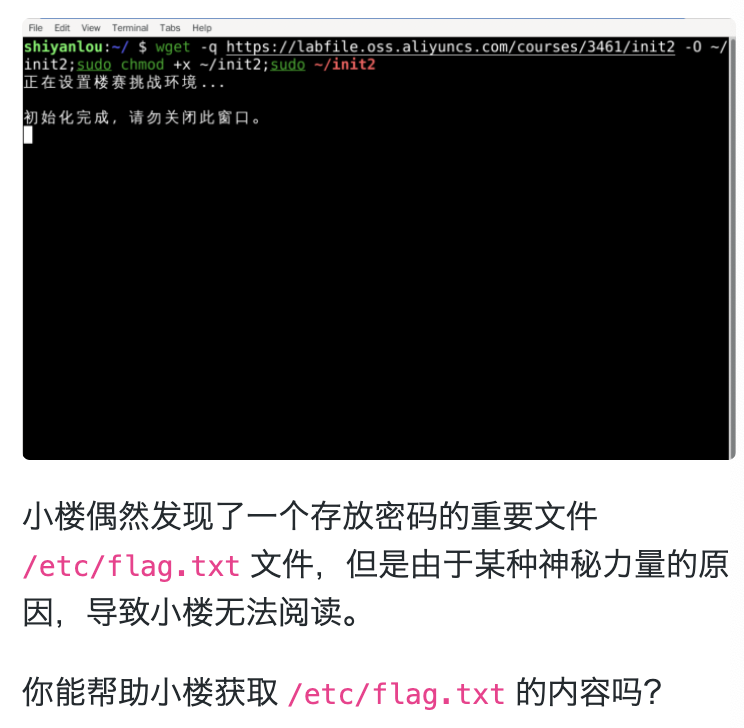 File Edit View Terminal Tabs Help
shiyanlou:~/ $ wget -q https://labfile.oss.aliyuncs.com/courses/3461/init2 -O ~/
init2;sudo chmod +x ~/init2;sudo ~/init2
正在设置楼赛挑战环境...
初始化完成，请勿关闭此窗口。
小楼偶然发现了一个存放密码的重要文件
/etc/flag.txt 文件，但是由于某种神秘力量的原
因，导致小楼无法阅读。
你能帮助小楼获取 /etc/flag.txt 的内容吗？